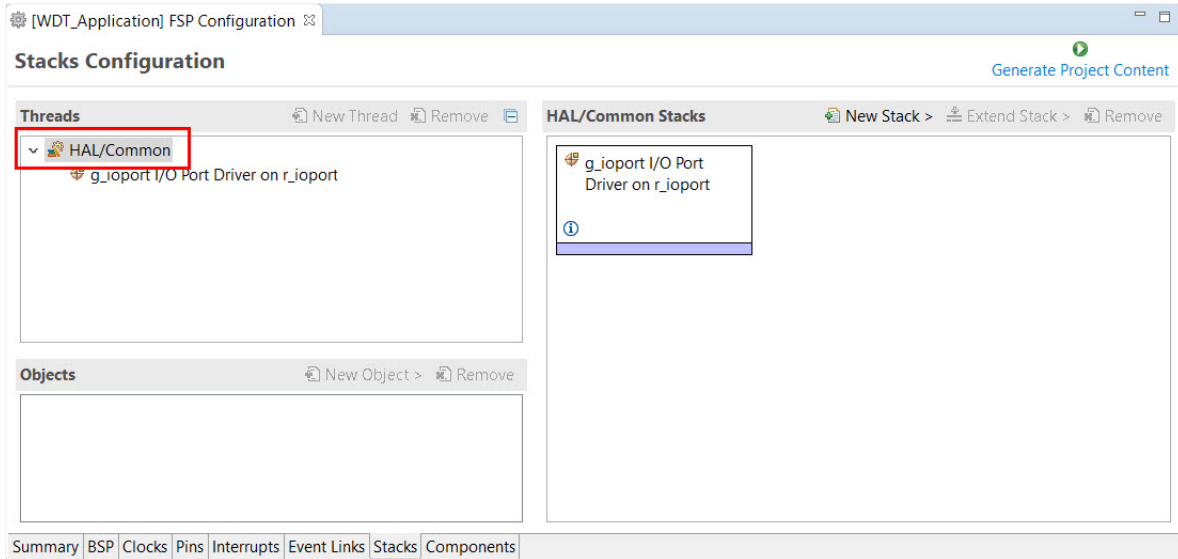 [WDT_Application] FSP Configuration
Stacks Configuration
Generate Project Content
Threads
New Thread
Remove
HAL/Common
g_ioport I/O Port Driver on r_ioport
HAL/Common Stacks
New Stack >
Extend Stack >
Remove
g_ioport I/O Port
Driver on r_ioport
Objects
New Object >
Remove
Summary
BSP
Clocks
Pins
Interrupts
Event Links
Stacks
Components